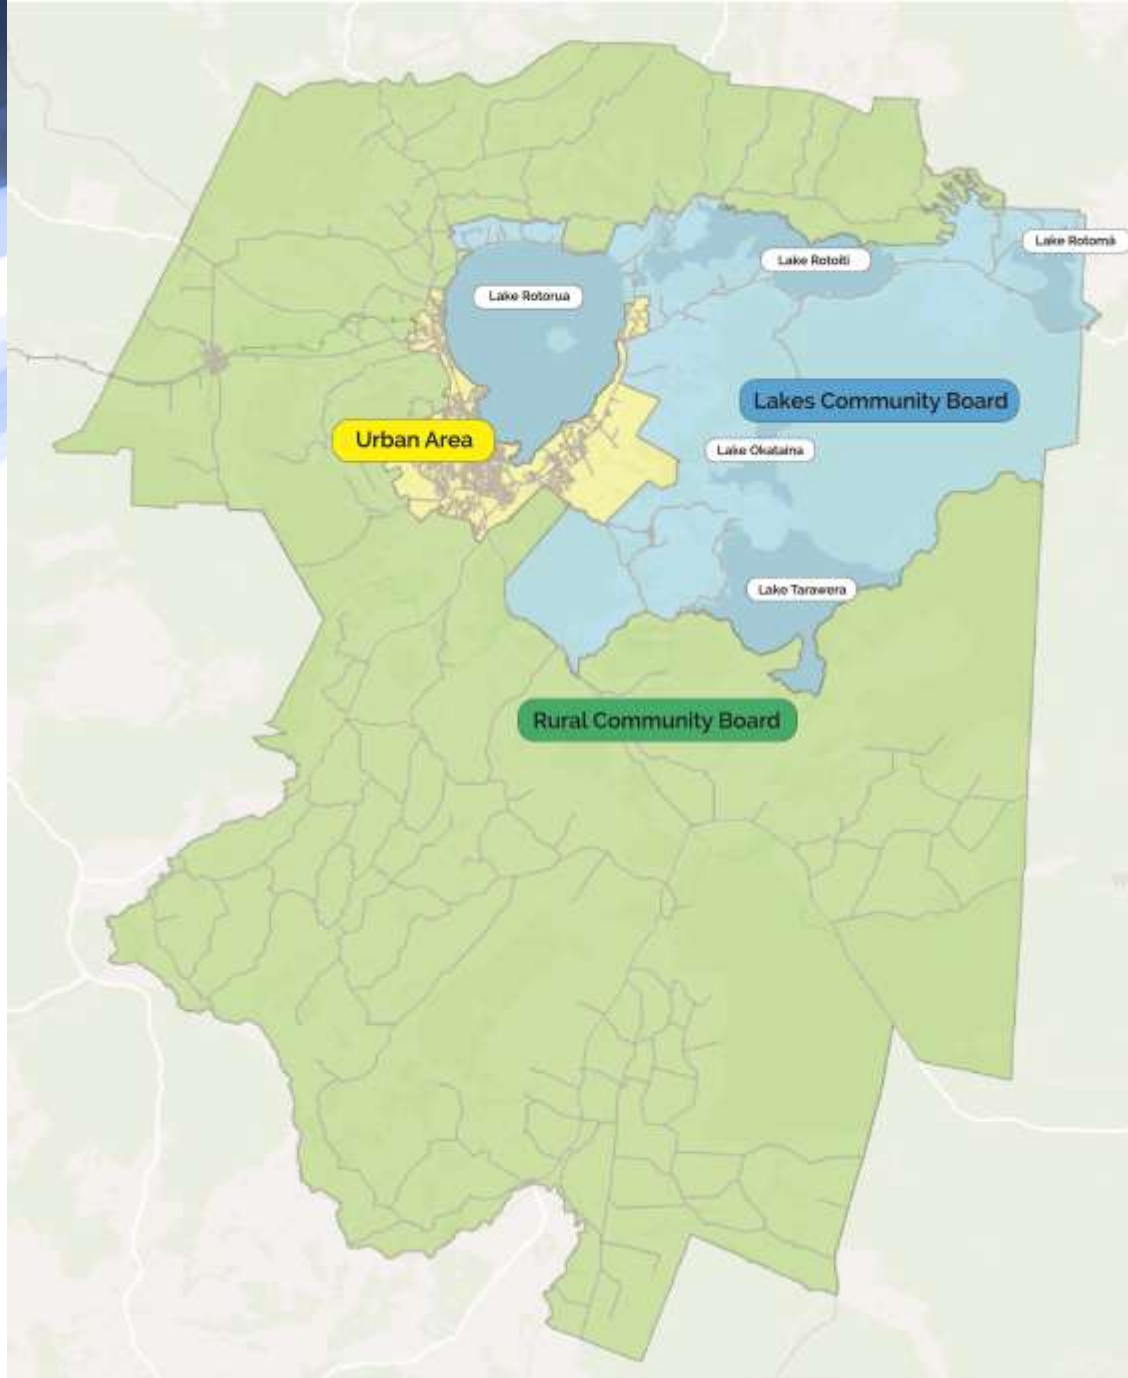 Lake Rotomā
Lake Rotoiti
Lake Rotorua
Lakes Community Board
Urban Area
Lake Okataina
Lake Tarawera
Rural Community Board